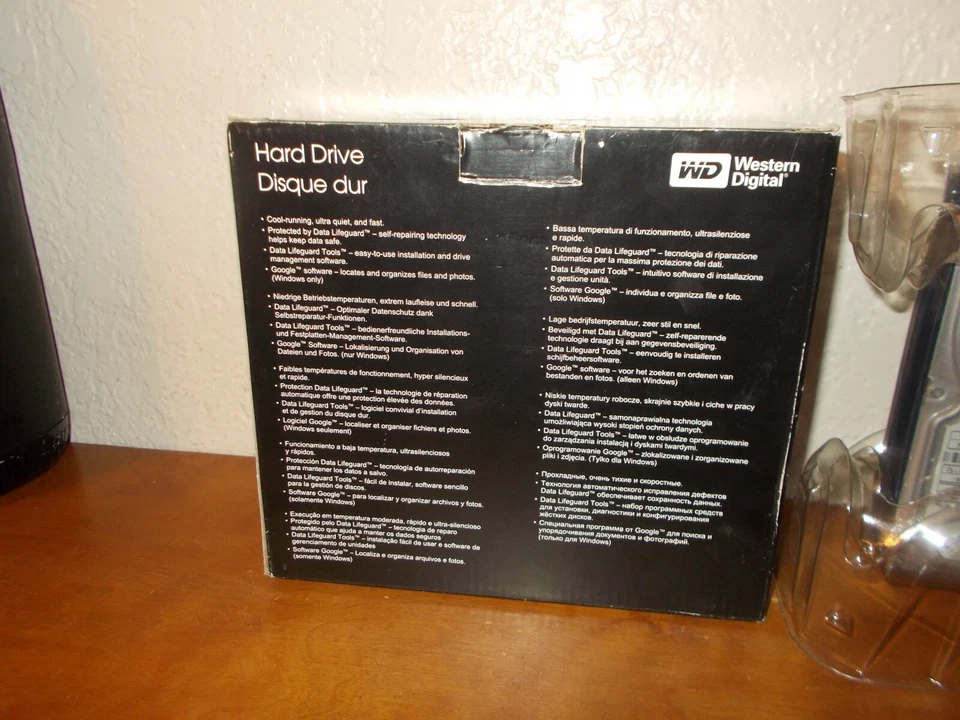 Hard Drive
Disque dur
WD Western
Digital®
• Cool-running, ultra quiet, and fast.
• Protected by Data Lifeguard™ – self-repairing technology
helps keep data safe.
• Data Lifeguard Tools™ – easy-to-use installation and drive
management software.
• Google™ software – locates and organizes files and photos.
(Windows only)
• Niedrige Betriebstemperaturen, extrem laufleise und schnell.
• Data Lifeguard™ – Optimaler Datenschutz dank
Selbstreparatur-Funktionen.
• Data Lifeguard Tools™ – bedienerfreundliche Installations-
und Festplatten-Management-Software.
• Google™ Software – Lokalisierung und Organisation von
Dateien und Fotos. (nur Windows)
• Faibles températures de fonctionnement, hyper silencieux
et rapide.
• Protection Data Lifeguard™ – la technologie de réparation
automatique offre une protection élevée des données.
• Data Lifeguard Tools™ – logiciel convivial d'installation
et de gestion du disque dur.
• Logiciel Google™ – localiser et organiser fichiers et photos.
(Windows seulement)
• Funcionamiento a baja temperatura, ultrasilenciosos
y rápidos.
• Protección Data Lifeguard™ – tecnología de autorreparación
para mantener los datos a salvo.
• Data Lifeguard Tools™ – fácil de instalar, software sencillo
para la gestión de discos.
• Software Google™ – para localizar y organizar archivos y fotos.
(solamente Windows)
• Execução em temperatura moderada, rápido e ultra-silencioso
• Protegido pelo Data Lifeguard™ – tecnologia de reparo
automático que ajuda a manter os dados seguros
• Data Lifeguard Tools™ – instalação fácil de usar e software de
gerenciamento de unidades
• Software Google™ – Localiza e organiza arquivos e fotos.
(somente Windows)
• Bassa temperatura di funzionamento, ultrasilenziose
e rapide.
• Protette da Data Lifeguard™ – tecnologia di riparazione
automatica per la massima protezione dei dati.
• Data Lifeguard Tools™ – intuitivo software di installazione
e gestione unità.
• Software Google™ – individua e organizza file e foto.
(solo Windows)
• Lage bedrijfstemperatuur, zeer stil en snel.
• Beveiligd met Data Lifeguard™ – zelf-reparerende
technologie draagt bij aan gegevensbeveiliging.
• Data Lifeguard Tools™ – eenvoudig te installeren
schijfbeheersoftware.
• Google™ software – voor het zoeken en ordenen van
bestanden en fotos. (alleen Windows)
• Niskie temperatury robocze, skrajnie szybkie i ciche w pracy
dyski twarde.
• Data Lifeguard™ – samonaprawialna technologia
umożliwiająca wysoki stopień ochrony danych.
• Data Lifeguard Tools™ – łatwe w obsłudze oprogramowanie
do zarządzania instalacją i dyskami twardymi.
• Oprogramowanie Google™ – zlokalizowane i zorganizowane
pliki i zdjęcia. (Tylko dla Windows)
• Прохладные, очень тихие и скоростные.
• Технология автоматического исправления дефектов
Data Lifeguard™ обеспечивает сохранность данных.
• Data Lifeguard Tools™ – набор программных средств
для установки, диагностики и конфигурирования
жёстких дисков.
• Специальная программа от Google™ для поиска и
упорядочивания документов и фотографий.
(только для Windows)